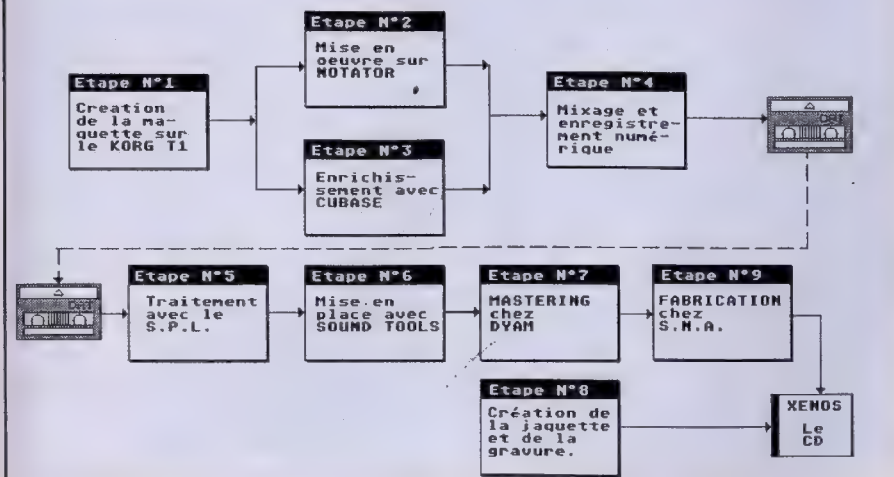 Etape N°1
Creation
de la ma-
quette sur
le KORG T1
Etape N°2
Mise en
oeuvre sur
NOTATOR
Etape N°3
Enrichis-
sement avec
CUBASE
Etape N°4
Mixage et
enregistre-
ment numé-
rique
DAT
DAT
Etape N°5
Traitement
avec le
S.P.L.
Etape N°6
Mise en
place avec
SOUND TOOLS
Etape N°7
MASTERING
chez
DYAM
Etape N°9
FABRICATION
chez
S.N.A.
Etape N°8
Création de
la jaquette
et de la
gravure.
XENOS
Le
CD